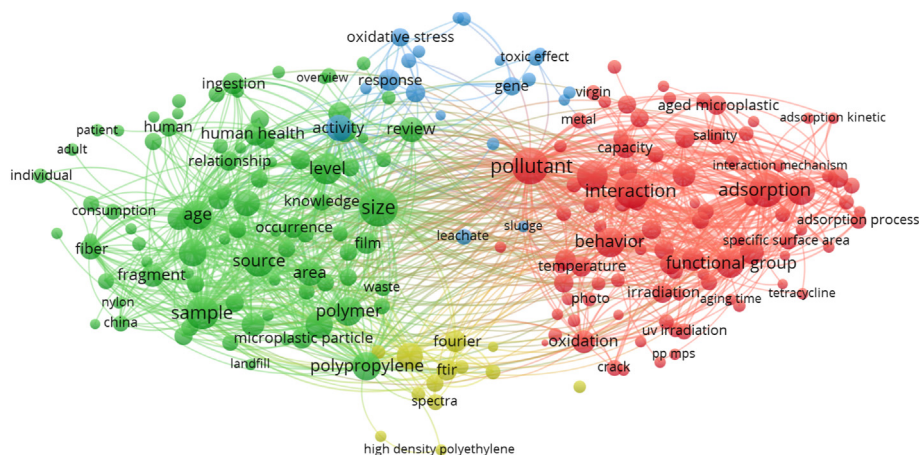 oxidative stress
toxic effect
overview
ingestion
response
gene
virgin
aged microplastic
metal
adsorption kinetic
patient
human
human health
activity
review
capacity
salinity
adult
relationship
level
pollutant
interaction mechanism
individual
interaction
adsorption
knowledge
size
consumption
age
occurrence
sludge
adsorption process
leachate
fiber
film
behavior
specific surface area
source
area
temperature
functional group
fragment
waste
irradiation
tetracycline
nylon
photo
aging time
china
sample
polymer
uv irradiation
microplastic particle
fourier
oxidation
pp mps
landfill
polypropylene
ftir
crack
spectra
high density polyethylene